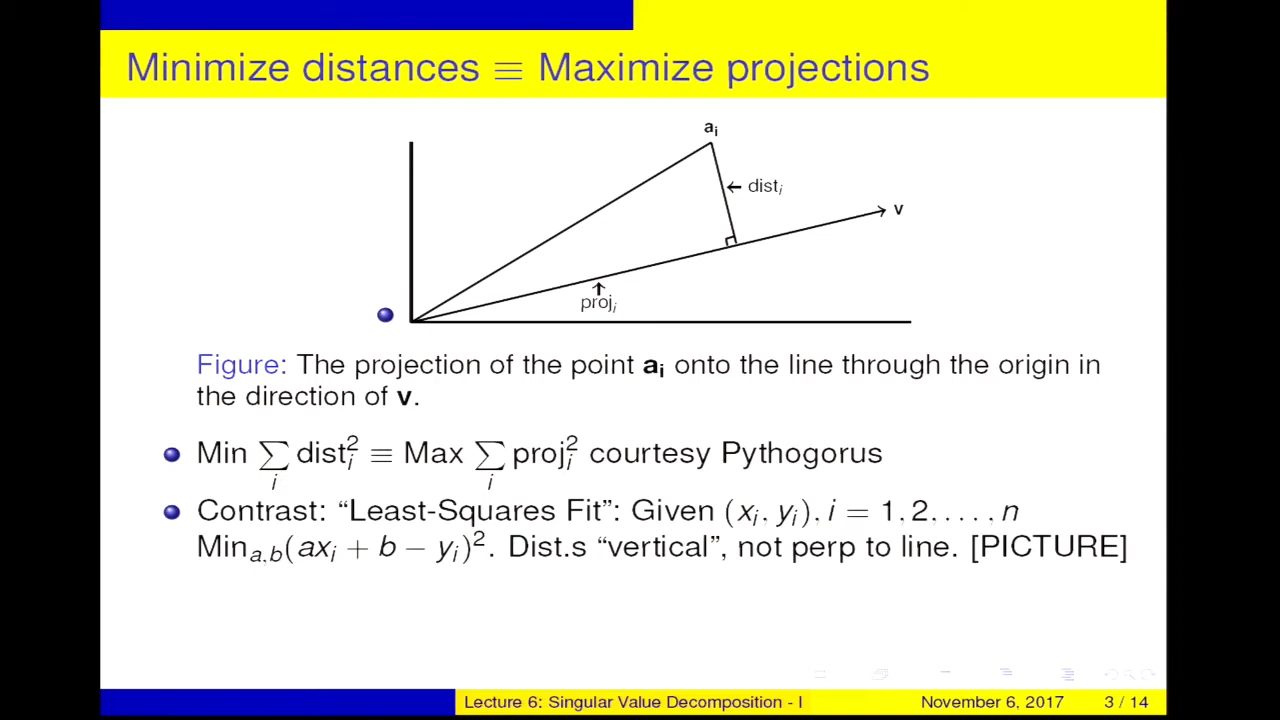 Minimize distances ≡ Maximize projections
aᵢ
← distᵢ
v
projᵢ
Figure: The projection of the point aᵢ onto the line through the origin in
the direction of v.
Min ∑ᵢ distᵢ² ≡ Max ∑ᵢ projᵢ² courtesy Pythogorus
Contrast: “Least-Squares Fit”: Given (xᵢ, yᵢ), i = 1, 2, . . . , n
Min_{a,b}(axᵢ + b − yᵢ)². Dist.s “vertical”, not perp to line. [PICTURE]
Lecture 6: Singular Value Decomposition - I November 6, 2017 3 / 14